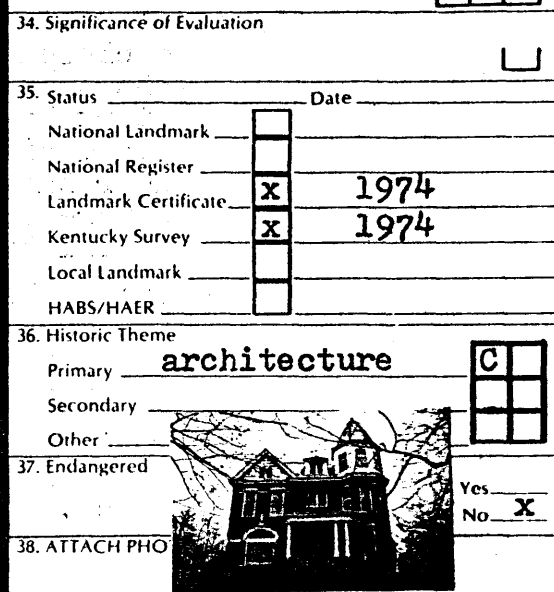 34. Significance of Evaluation
35. Status Date
National Landmark
National Register
Landmark Certificate x 1974
Kentucky Survey x 1974
Local Landmark
HABS/HAER
36. Historic Theme
Primary architecture C
Secondary
Other
37. Endangered
Yes
No x
38. ATTACH PHO